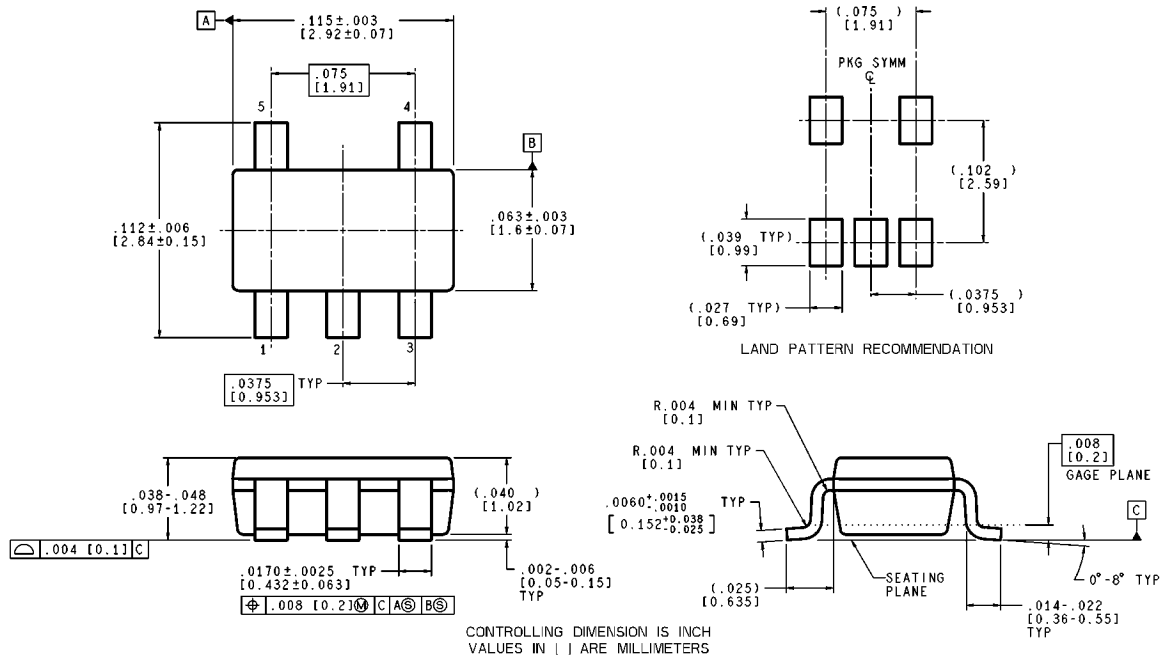 A
.115±.003
[2.92±0.07]
.075
[1.91]
5
4
B
.112±.006
[2.84±0.15]
.063±.003
[1.6±0.07]
1
2
3
.0375 TYP
[0.953]
(.075 )
[1.91]
PKG SYMM
℄
(.102 )
[2.59]
(.039 TYP)
[0.99]
(.027 TYP)
[0.69]
(.0375 )
[0.953]
LAND PATTERN RECOMMENDATION
.038-.048
[0.97-1.22]
(.040 )
[1.02]
⌓ .004 [0.1] C
.0170±.0025 TYP
[0.432±0.063]
⌖ .008 [0.2]Ⓜ C AⓈ BⓈ
.002-.006
[0.05-0.15]
TYP
R.004 MIN TYP
[0.1]
R.004 MIN TYP
[0.1]
.0060+.0015-.0010 TYP
[0.152+0.038-0.025]
.008
[0.2]
GAGE PLANE
C
0°-8° TYP
(.025)
[0.635]
SEATING
PLANE
.014-.022
[0.36-0.55]
TYP
CONTROLLING DIMENSION IS INCH
VALUES IN [ ] ARE MILLIMETERS